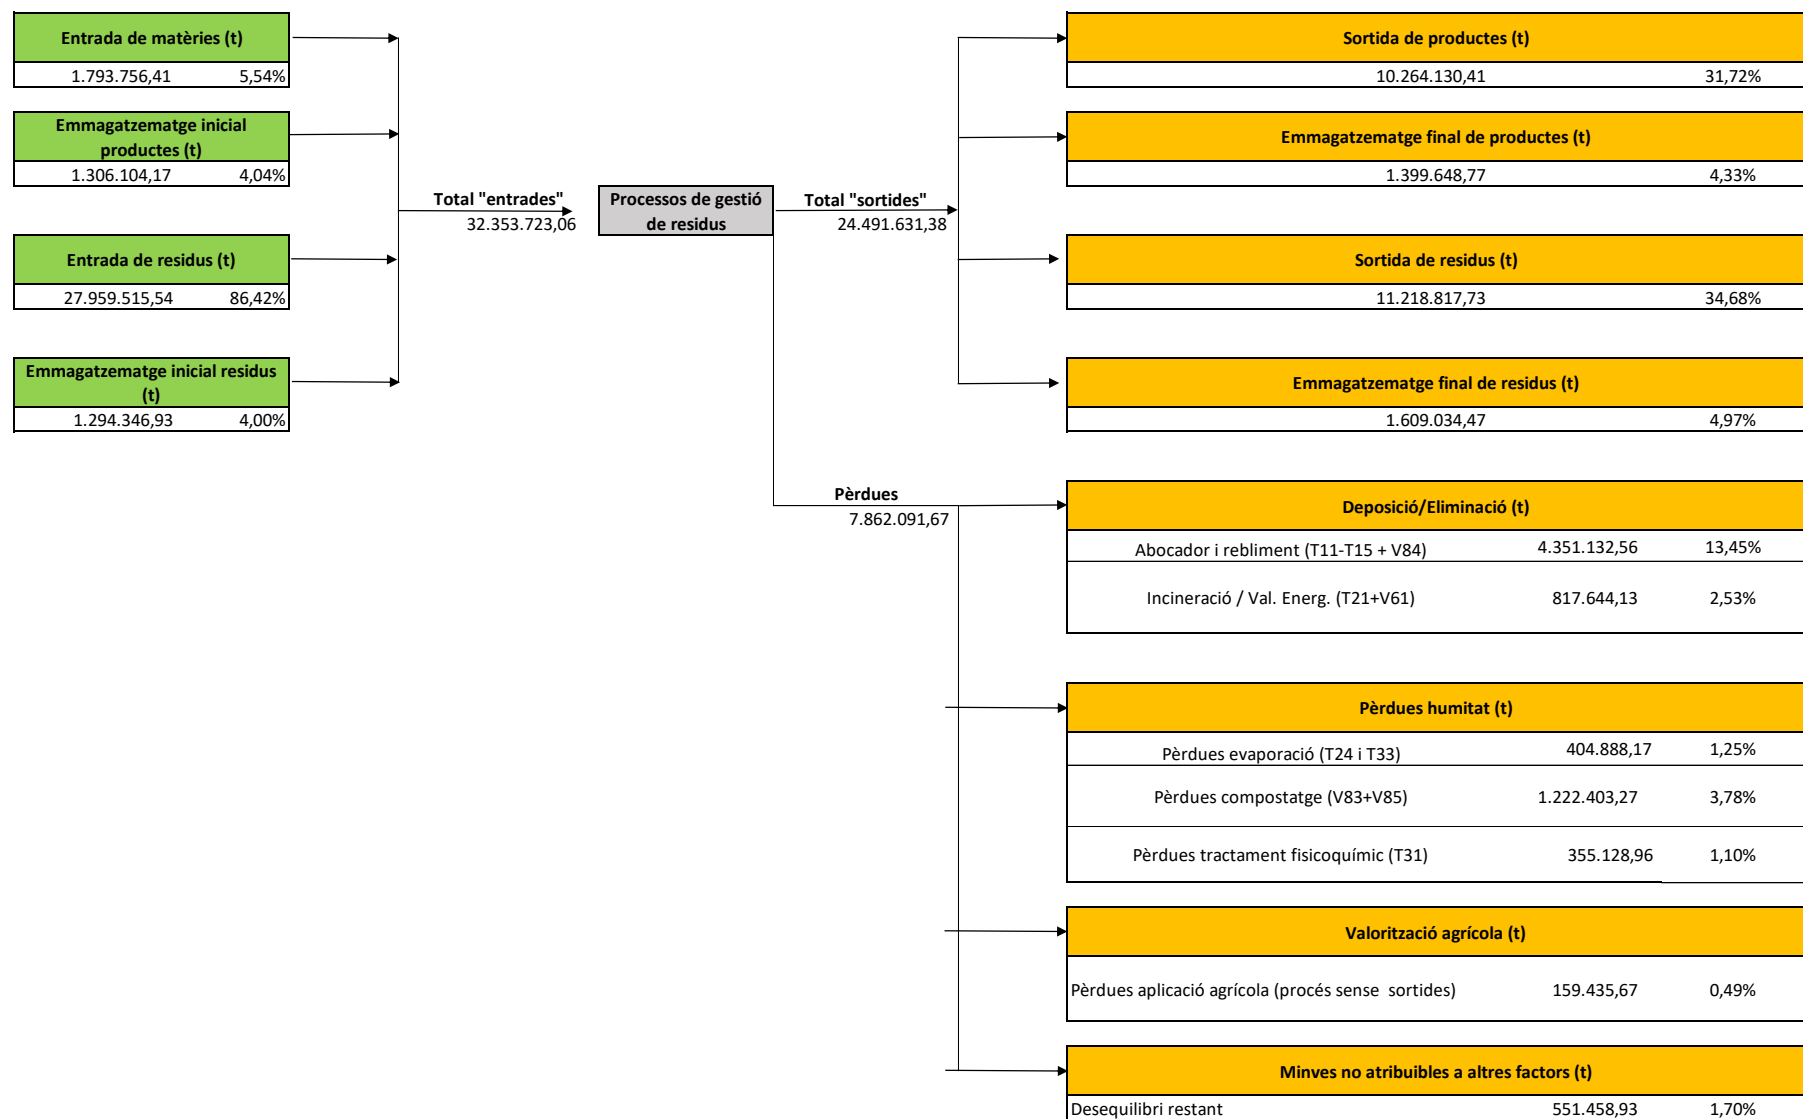 Entrada de matèries (t)
1.793.756,41 5,54%
Emmagatzematge inicial
productes (t)
1.306.104,17 4,04%
Entrada de residus (t)
27.959.515,54 86,42%
Emmagatzematge inicial residus
(t)
1.294.346,93 4,00%
Total "entrades"
32.353.723,06
Processos de gestió
de residus
Total "sortides"
24.491.631,38
Pèrdues
7.862.091,67
Sortida de productes (t)
10.264.130,41 31,72%
Emmagatzematge final de productes (t)
1.399.648,77 4,33%
Sortida de residus (t)
11.218.817,73 34,68%
Emmagatzematge final de residus (t)
1.609.034,47 4,97%
Deposició/Eliminació (t)
Abocador i rebliment (T11-T15 + V84) 4.351.132,56 13,45%
Incineració / Val. Energ. (T21+V61) 817.644,13 2,53%
Pèrdues humitat (t)
Pèrdues evaporació (T24 i T33) 404.888,17 1,25%
Pèrdues compostatge (V83+V85) 1.222.403,27 3,78%
Pèrdues tractament fisicoquímic (T31) 355.128,96 1,10%
Valorització agrícola (t)
Pèrdues aplicació agrícola (procés sense sortides) 159.435,67 0,49%
Minves no atribuibles a altres factors (t)
Desequilibri restant 551.458,93 1,70%